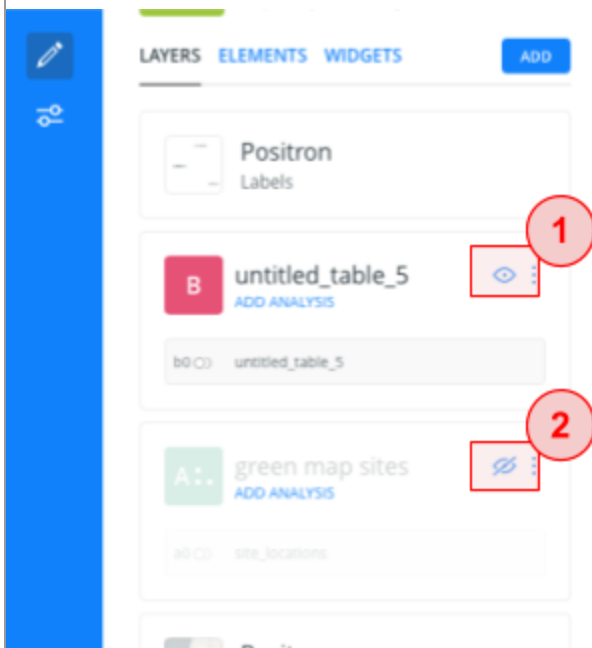 LAYERS ELEMENTS WIDGETS ADD
Positron
Labels
1
B untitled_table_5
ADD ANALYSIS
b0 untitled_table_5
2
A green map sites
ADD ANALYSIS
a0 site_locations